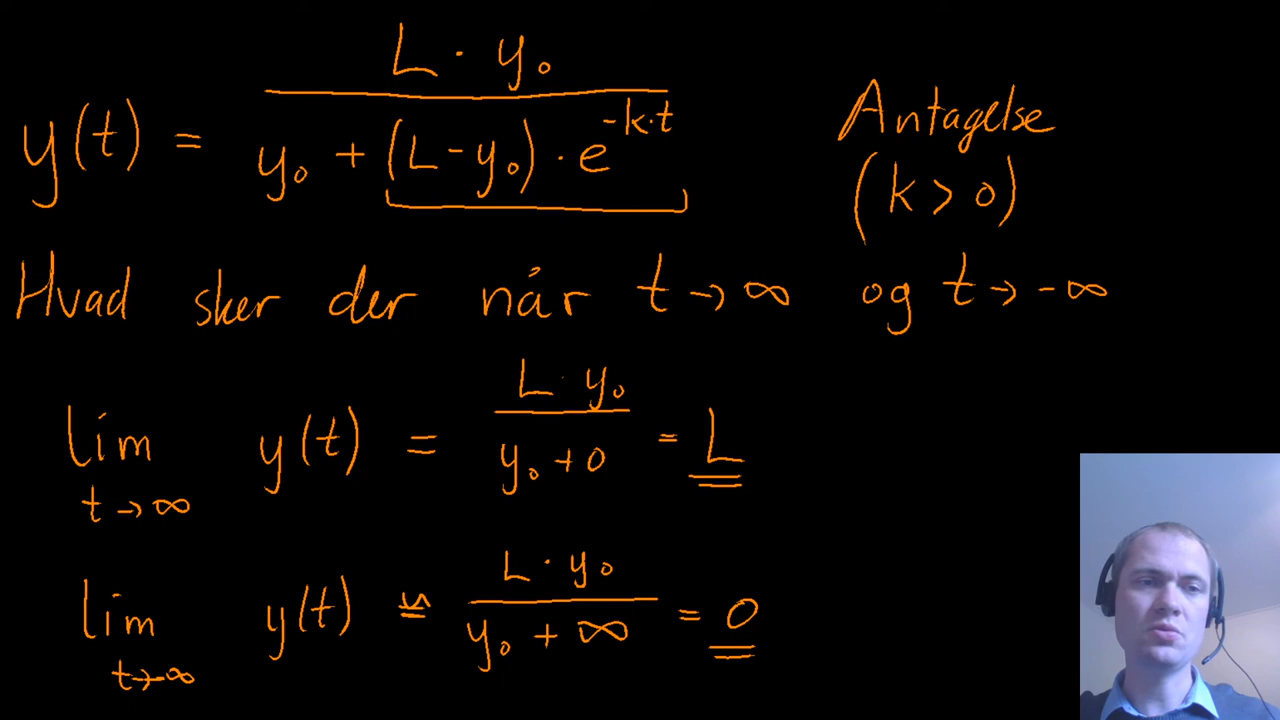 y(t) = L · y₀ / (y₀ + (L - y₀) · e^(-k·t))
Antagelse
(k > 0)
Hvad sker der når t → ∞ og t → -∞
lim t→∞ y(t) = L · y₀ / (y₀ + 0) = L
lim t→-∞ y(t) ≌ L · y₀ / (y₀ + ∞) = 0